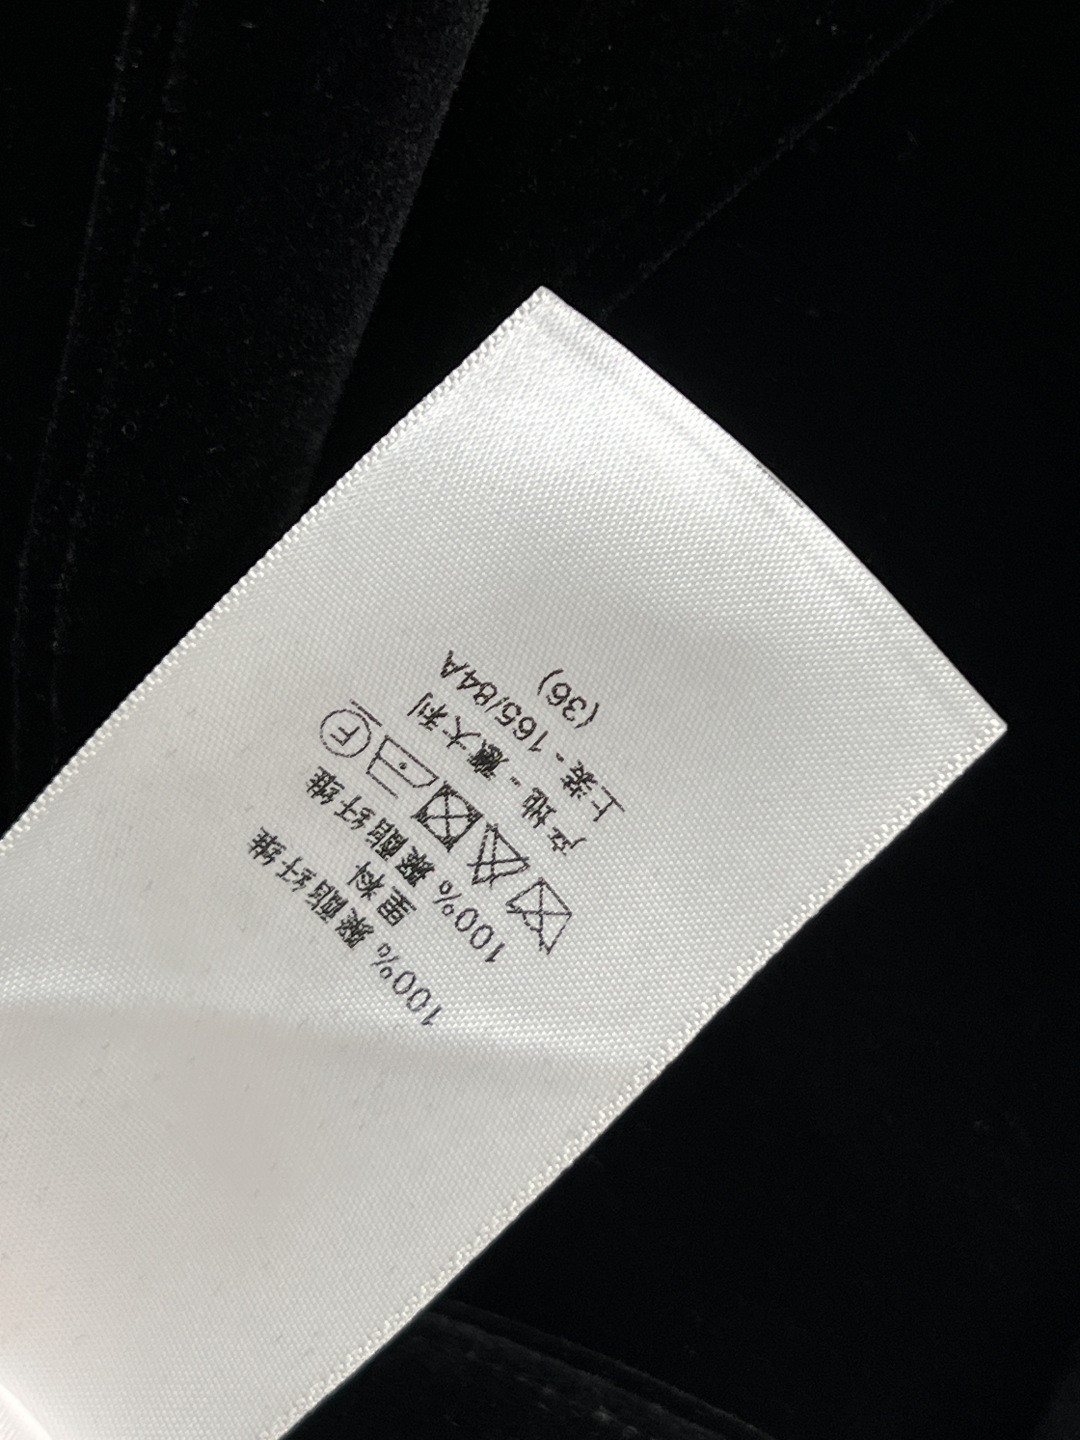 100% 聚酯纤维
里料
100% 聚酯纤维
F
产地 - 意大利
上装 - 165/84A
(36)